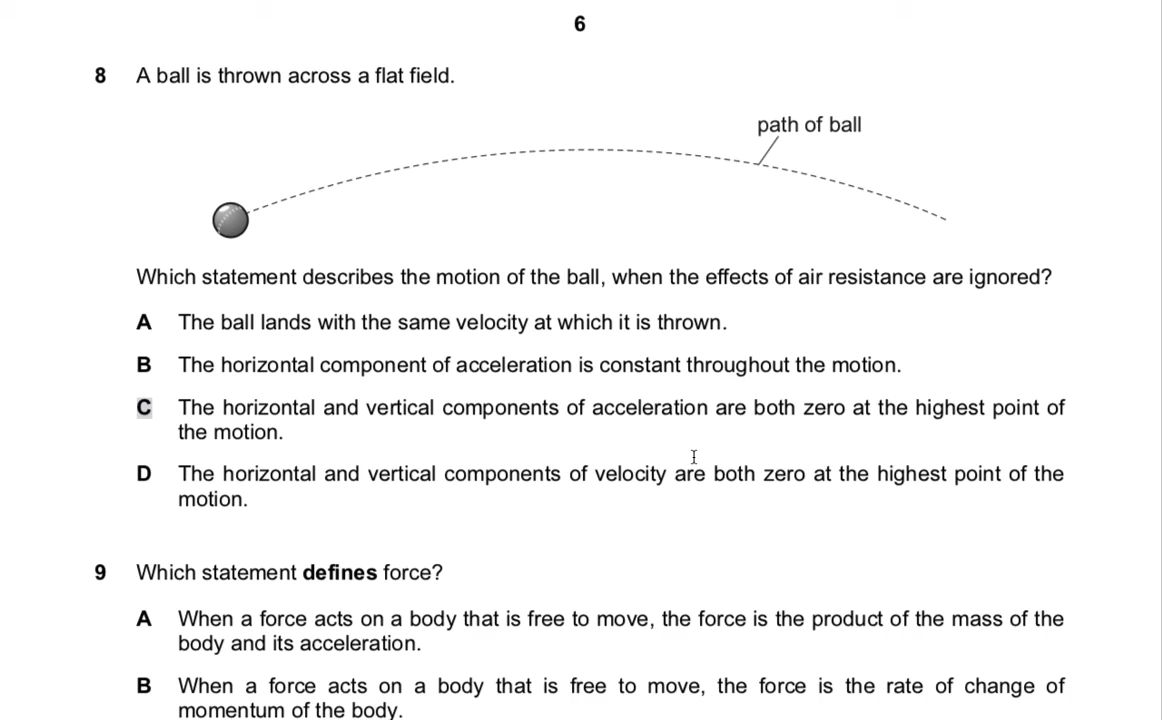 6
8 A ball is thrown across a flat field.
path of ball
Which statement describes the motion of the ball, when the effects of air resistance are ignored?
A The ball lands with the same velocity at which it is thrown.
B The horizontal component of acceleration is constant throughout the motion.
C The horizontal and vertical components of acceleration are both zero at the highest point of
the motion.
D The horizontal and vertical components of velocity are both zero at the highest point of the
motion.
9 Which statement defines force?
A When a force acts on a body that is free to move, the force is the product of the mass of the
body and its acceleration.
B When a force acts on a body that is free to move, the force is the rate of change of
momentum of the body.